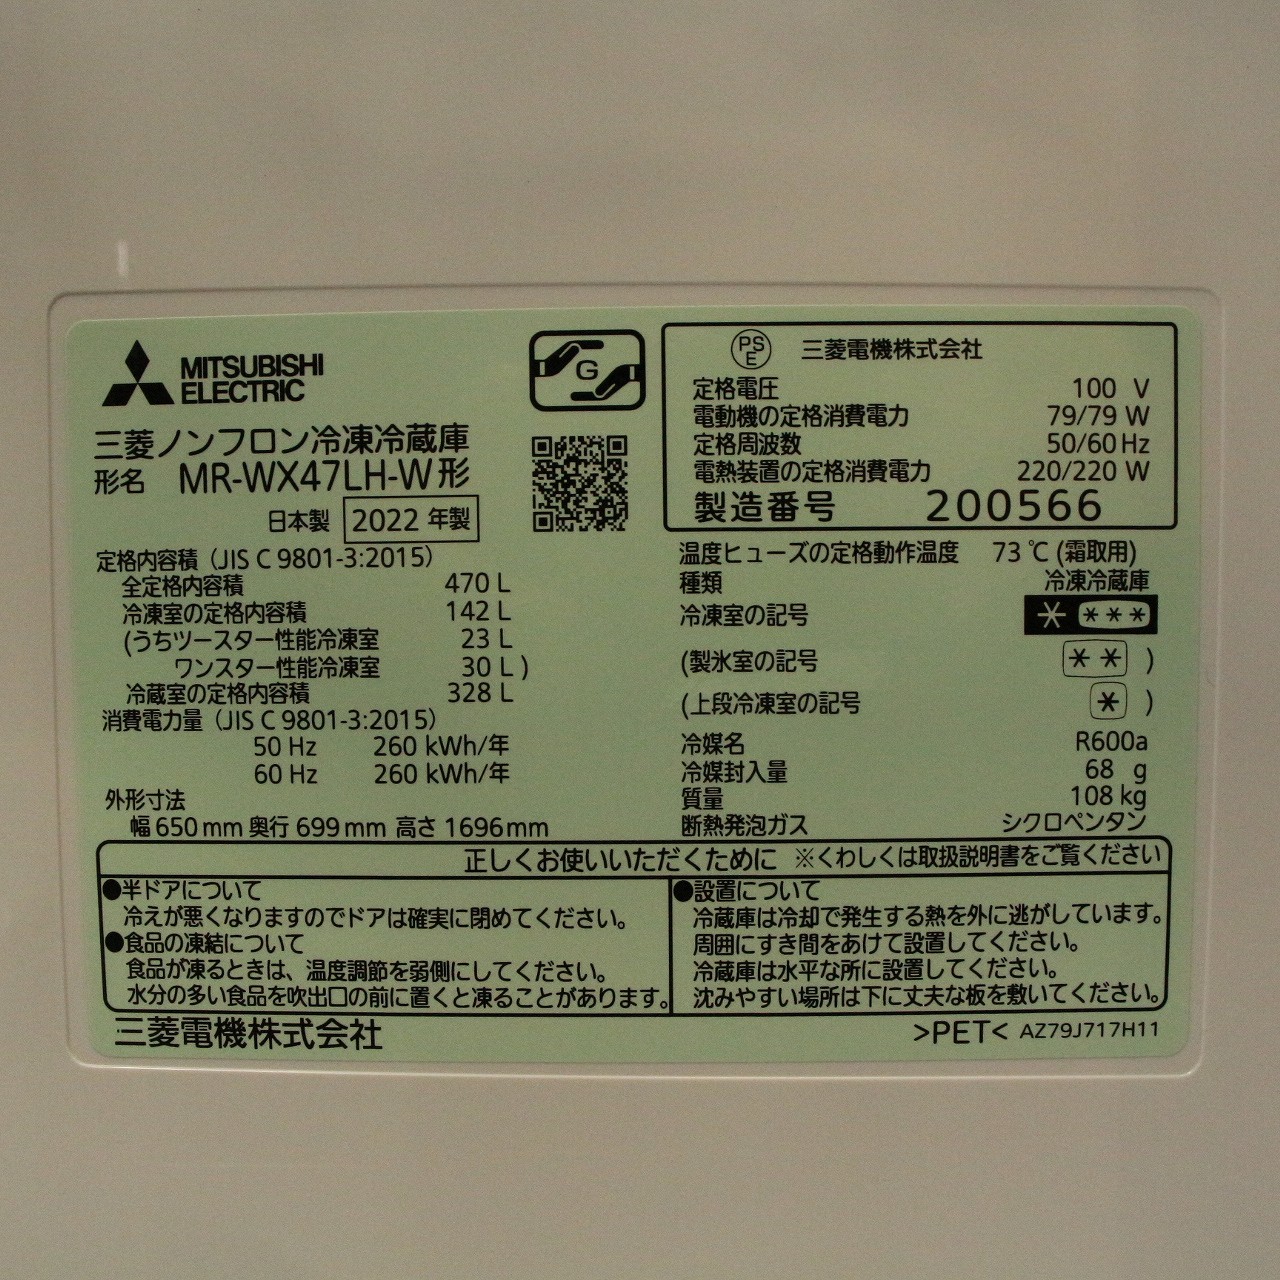 MITSUBISHI
ELECTRIC
G
三菱ノンフロン冷凍冷蔵庫
形名 MR-WX47LH-W形
日本製 2022 年製
定格内容積 (JIS C 9801-3:2015)
全定格内容積 470 L
冷凍室の定格内容積 142 L
(うちツースター性能冷凍室 23 L
ワンスター性能冷凍室 30 L )
冷蔵室の定格内容積 328 L
消費電力量 (JIS C 9801-3:2015)
50 Hz 260 kWh/年
60 Hz 260 kWh/年
外形寸法
幅 650 mm 奥行 699 mm 高さ 1696 mm
PS
E 三菱電機株式会社
定格電圧 100 V
電動機の定格消費電力 79/79 W
定格周波数 50/60 Hz
電熱装置の定格消費電力 220/220 W
製造番号 200566
温度ヒューズの定格動作温度 73 ℃ (霜取用)
種類 冷凍冷蔵庫
冷凍室の記号 * ***
(製氷室の記号 ** )
(上段冷凍室の記号 * )
冷媒名 R600a
冷媒封入量 68 g
質量 108 kg
断熱発泡ガス シクロペンタン
正しくお使いいただくために ※くわしくは取扱説明書をご覧ください
●半ドアについて
冷えが悪くなりますのでドアは確実に閉めてください。
●食品の凍結について
食品が凍るときは、温度調節を弱側にしてください。
水分の多い食品を吹出口の前に置くと凍ることがあります。
●設置について
冷蔵庫は冷却で発生する熱を外に逃がしています。
周囲にすき間をあけて設置してください。
冷蔵庫は水平な所に設置してください。
沈みやすい場所は下に丈夫な板を敷いてください。
三菱電機株式会社
>PET< AZ79J717H11